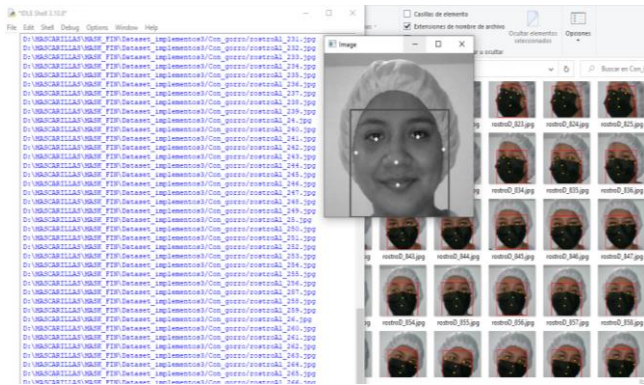 *IDLE Shell 3.10.8*
File Edit Shell Debug Options Window Help
D:\MASCARILLAS\MASK_FIN\Dataset_implementos3/Con_gorro/rostroA1_231.jpg
D:\MASCARILLAS\MASK_FIN\Dataset_implementos3/Con_gorro/rostroA1_232.jpg
D:\MASCARILLAS\MASK_FIN\Dataset_implementos3/Con_gorro/rostroA1_233.jpg
D:\MASCARILLAS\MASK_FIN\Dataset_implementos3/Con_gorro/rostroA1_234.jpg
D:\MASCARILLAS\MASK_FIN\Dataset_implementos3/Con_gorro/rostroA1_235.jpg
D:\MASCARILLAS\MASK_FIN\Dataset_implementos3/Con_gorro/rostroA1_236.jpg
D:\MASCARILLAS\MASK_FIN\Dataset_implementos3/Con_gorro/rostroA1_237.jpg
D:\MASCARILLAS\MASK_FIN\Dataset_implementos3/Con_gorro/rostroA1_238.jpg
D:\MASCARILLAS\MASK_FIN\Dataset_implementos3/Con_gorro/rostroA1_239.jpg
D:\MASCARILLAS\MASK_FIN\Dataset_implementos3/Con_gorro/rostroA1_24.jpg
D:\MASCARILLAS\MASK_FIN\Dataset_implementos3/Con_gorro/rostroA1_240.jpg
D:\MASCARILLAS\MASK_FIN\Dataset_implementos3/Con_gorro/rostroA1_241.jpg
D:\MASCARILLAS\MASK_FIN\Dataset_implementos3/Con_gorro/rostroA1_242.jpg
D:\MASCARILLAS\MASK_FIN\Dataset_implementos3/Con_gorro/rostroA1_243.jpg
D:\MASCARILLAS\MASK_FIN\Dataset_implementos3/Con_gorro/rostroA1_244.jpg
D:\MASCARILLAS\MASK_FIN\Dataset_implementos3/Con_gorro/rostroA1_245.jpg
D:\MASCARILLAS\MASK_FIN\Dataset_implementos3/Con_gorro/rostroA1_246.jpg
D:\MASCARILLAS\MASK_FIN\Dataset_implementos3/Con_gorro/rostroA1_247.jpg
D:\MASCARILLAS\MASK_FIN\Dataset_implementos3/Con_gorro/rostroA1_248.jpg
D:\MASCARILLAS\MASK_FIN\Dataset_implementos3/Con_gorro/rostroA1_249.jpg
D:\MASCARILLAS\MASK_FIN\Dataset_implementos3/Con_gorro/rostroA1_25.jpg
D:\MASCARILLAS\MASK_FIN\Dataset_implementos3/Con_gorro/rostroA1_250.jpg
D:\MASCARILLAS\MASK_FIN\Dataset_implementos3/Con_gorro/rostroA1_251.jpg
D:\MASCARILLAS\MASK_FIN\Dataset_implementos3/Con_gorro/rostroA1_252.jpg
D:\MASCARILLAS\MASK_FIN\Dataset_implementos3/Con_gorro/rostroA1_253.jpg
D:\MASCARILLAS\MASK_FIN\Dataset_implementos3/Con_gorro/rostroA1_254.jpg
D:\MASCARILLAS\MASK_FIN\Dataset_implementos3/Con_gorro/rostroA1_255.jpg
D:\MASCARILLAS\MASK_FIN\Dataset_implementos3/Con_gorro/rostroA1_256.jpg
D:\MASCARILLAS\MASK_FIN\Dataset_implementos3/Con_gorro/rostroA1_257.jpg
D:\MASCARILLAS\MASK_FIN\Dataset_implementos3/Con_gorro/rostroA1_258.jpg
D:\MASCARILLAS\MASK_FIN\Dataset_implementos3/Con_gorro/rostroA1_259.jpg
D:\MASCARILLAS\MASK_FIN\Dataset_implementos3/Con_gorro/rostroA1_26.jpg
D:\MASCARILLAS\MASK_FIN\Dataset_implementos3/Con_gorro/rostroA1_260.jpg
D:\MASCARILLAS\MASK_FIN\Dataset_implementos3/Con_gorro/rostroA1_261.jpg
D:\MASCARILLAS\MASK_FIN\Dataset_implementos3/Con_gorro/rostroA1_262.jpg
D:\MASCARILLAS\MASK_FIN\Dataset_implementos3/Con_gorro/rostroA1_263.jpg
D:\MASCARILLAS\MASK_FIN\Dataset_implementos3/Con_gorro/rostroA1_264.jpg
D:\MASCARILLAS\MASK_FIN\Dataset_implementos3/Con_gorro/rostroA1_265.jpg
D:\MASCARILLAS\MASK_FIN\Dataset_implementos3/Con_gorro/rostroA1_266.jpg
Image
Casillas de elemento
Extensiones de nombre de archivo
Ocultar elementos
seleccionados
Opciones
r u ocultar
Buscar en Con_
rostroD_823.jpg rostroD_824.jpg rostroD_825.jpg
rostroD_834.jpg rostroD_835.jpg rostroD_836.jpg
rostroD_843.jpg rostroD_844.jpg rostroD_845.jpg rostroD_846.jpg rostroD_847.jpg
rostroD_854.jpg rostroD_855.jpg rostroD_856.jpg rostroD_857.jpg rostroD_858.jpg